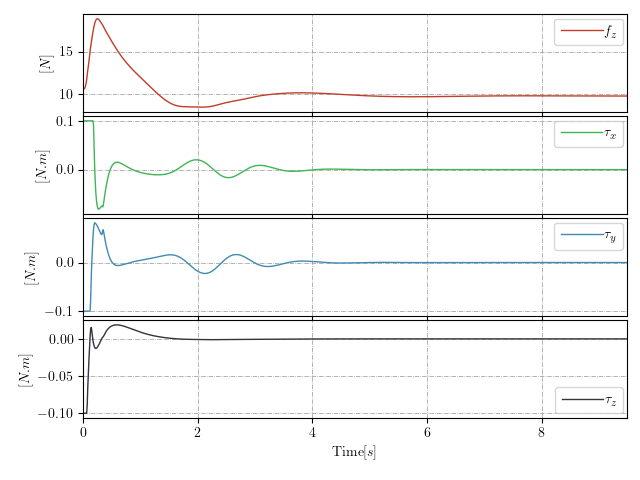 [N]
15
10
f_z
[N.m]
0.1
0.0
τ_x
[N.m]
0.0
−0.1
τ_y
[N.m]
0.00
−0.05
−0.10
τ_z
0 2 4 6 8
Time[s]